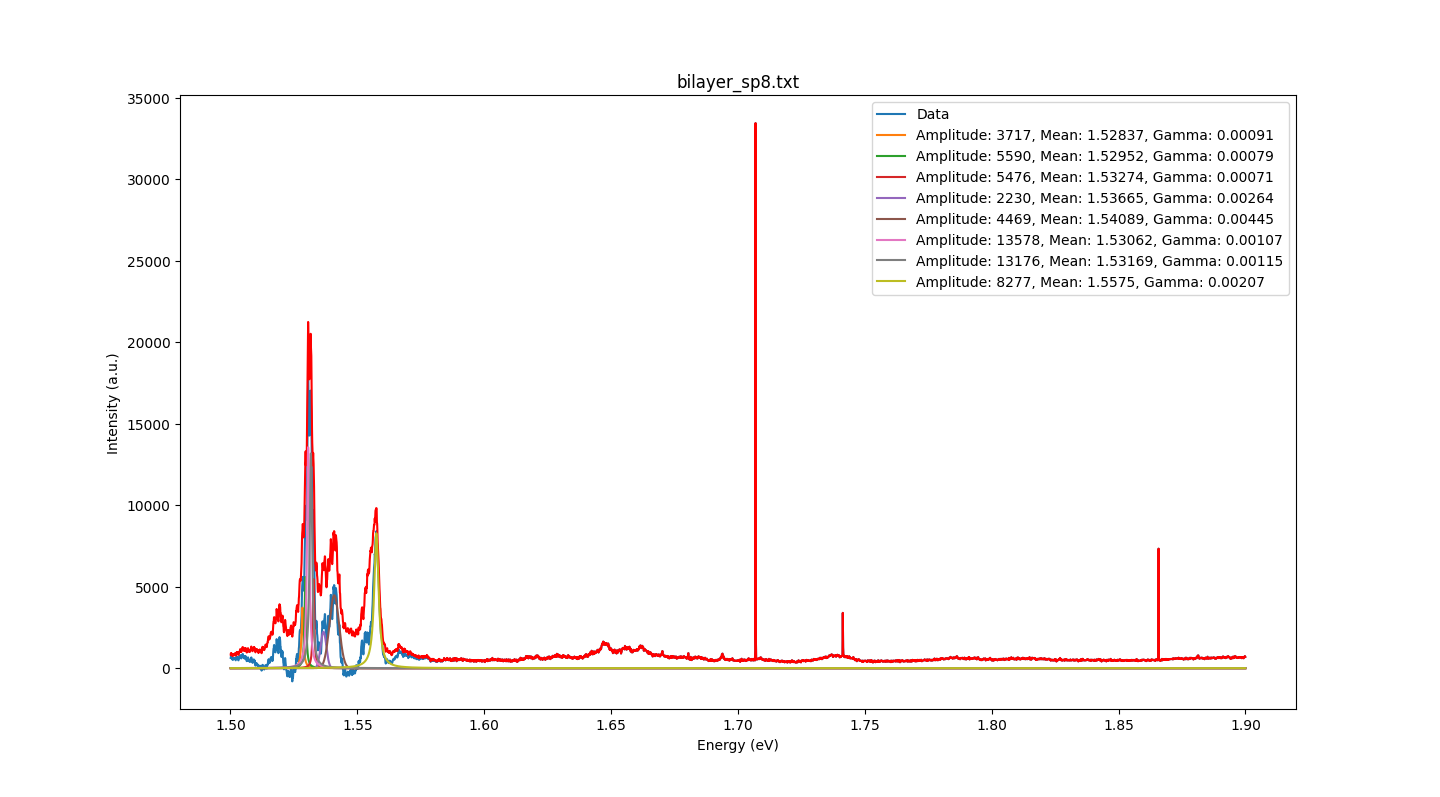 bilayer_sp8.txt
35000
30000
25000
20000
15000
10000
5000
0
Intensity (a.u.)
Data
Amplitude: 3717, Mean: 1.52837, Gamma: 0.00091
Amplitude: 5590, Mean: 1.52952, Gamma: 0.00079
Amplitude: 5476, Mean: 1.53274, Gamma: 0.00071
Amplitude: 2230, Mean: 1.53665, Gamma: 0.00264
Amplitude: 4469, Mean: 1.54089, Gamma: 0.00445
Amplitude: 13578, Mean: 1.53062, Gamma: 0.00107
Amplitude: 13176, Mean: 1.53169, Gamma: 0.00115
Amplitude: 8277, Mean: 1.5575, Gamma: 0.00207
1.50 1.55 1.60 1.65 1.70 1.75 1.80 1.85 1.90
Energy (eV)